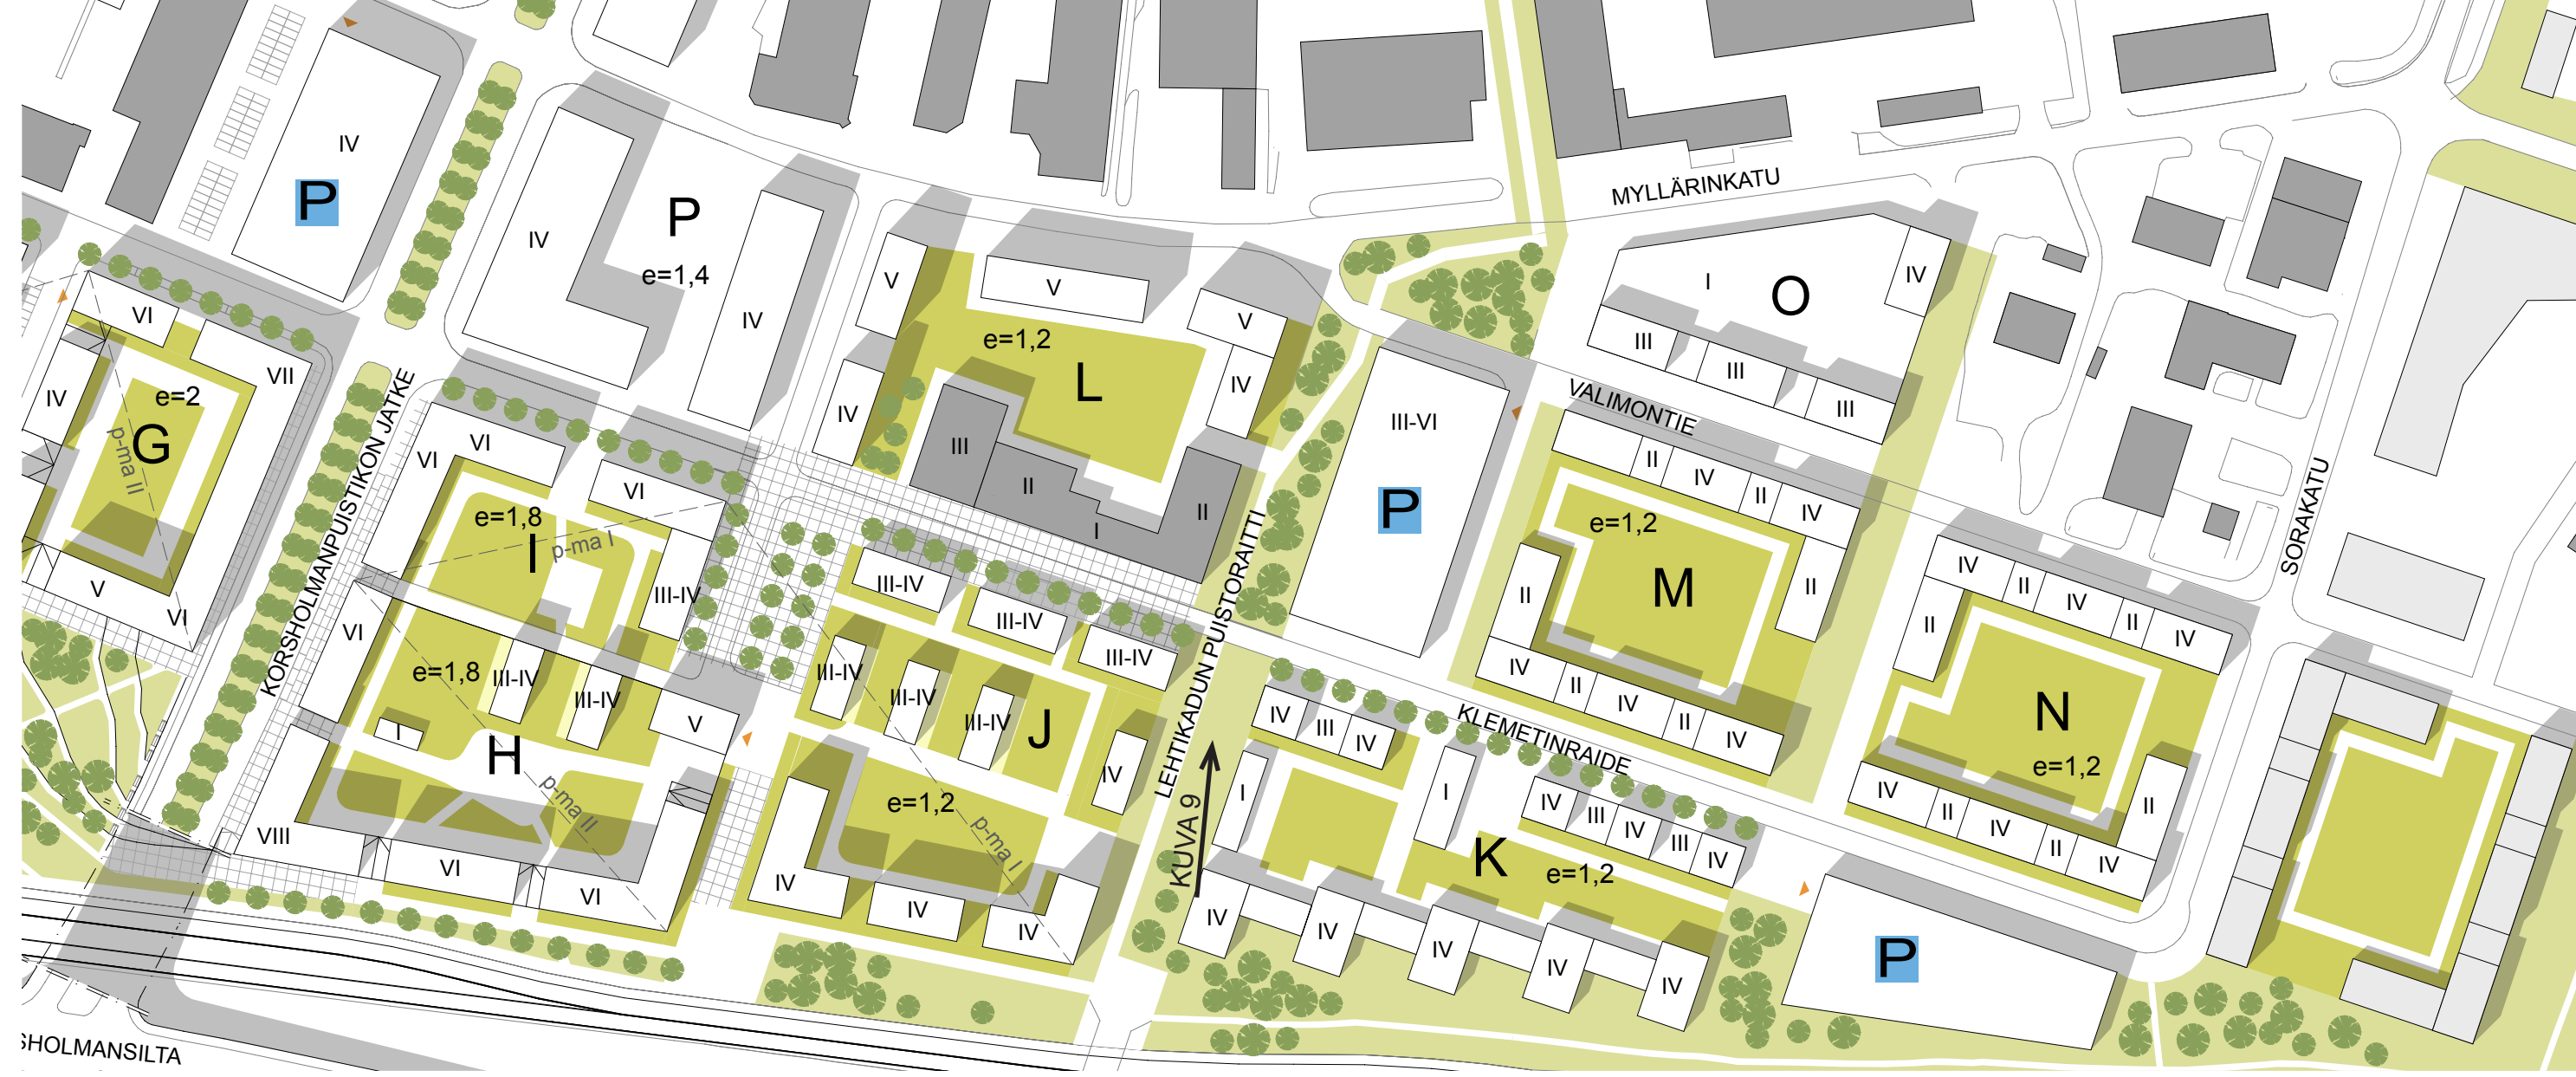 IV
P
IV
P
e=1,4
IV
MYLLÄRINKATU
V
V
V
IV
IV
e=1,2
L
III
II
I
II
I
O
IV
III
III
III
VALIMONTIE
III-VI
P
VI
VII
IV
e=2
G
p-ma II
V
VI
KORSHOLMANPUISTIKON JATKE
VI
VI
VI
e=1,8
I
p-ma I
III-IV
VI
e=1,8
III-IV
III-IV
V
I
H
p-ma II
VIII
VI
VI
III-IV
III-IV
III-IV
III-IV
III-IV
III-IV
J
IV
e=1,2
p-ma I
IV
IV
IV
LEHTIKADUN PUISTORAITTI
KUVA 9
II
IV
II
IV
e=1,2
M
II
II
IV
II
IV
II
IV
KLEMETINRAIDE
IV
II
IV
II
IV
II
N
e=1,2
IV
II
IV
II
IV
II
SORAKATU
IV
III
IV
I
I
IV
III
IV
III
IV
K
e=1,2
IV
IV
IV
IV
IV
P
SHOLMANSILTA